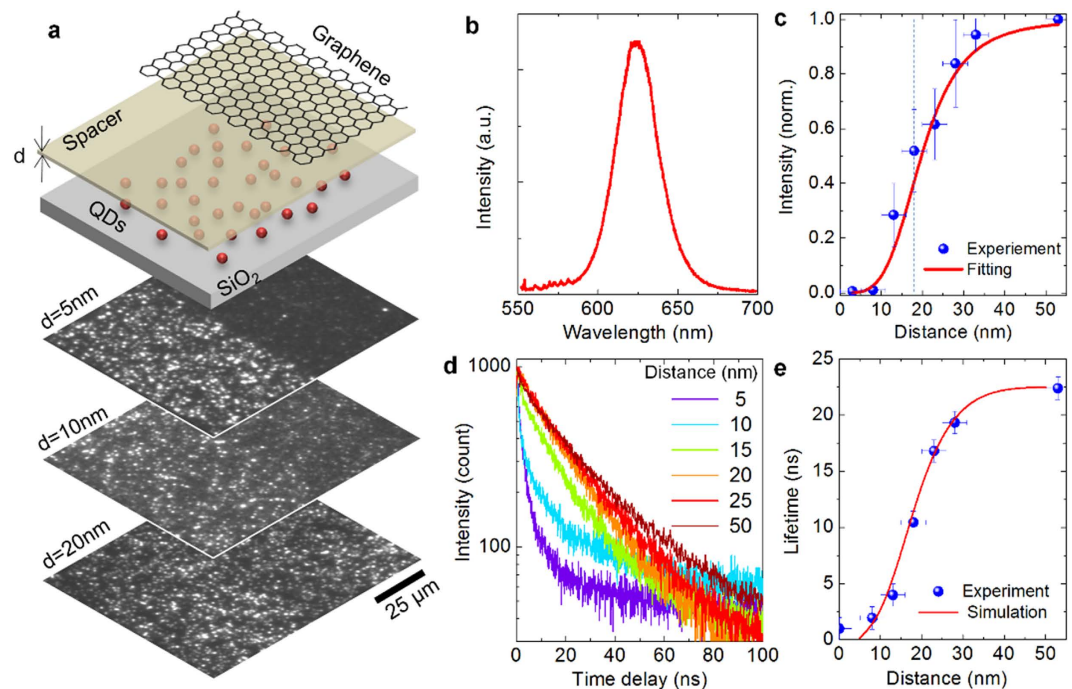 a
Graphene
Spacer
d
QDs
SiO2
d=5nm
d=10nm
d=20nm
25 μm
b
Intensity (a.u.)
550 600 650 700
Wavelength (nm)
c
Intensity (norm.)
1.0
0.8
0.6
0.4
0.2
0.0
Experiement
Fitting
0 10 20 30 40 50
Distance (nm)
d
Intensity (count)
1000
100
Distance (nm)
5
10
15
20
25
50
0 20 40 60 80 100
Time delay (ns)
e
Lifetime (ns)
25
20
15
10
5
0
Experiment
Simulation
0 10 20 30 40 50
Distance (nm)